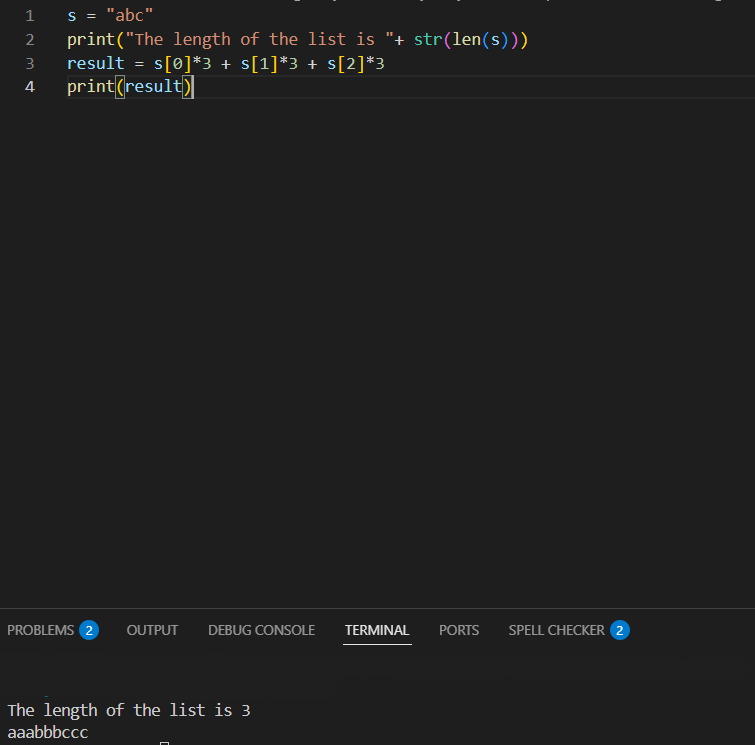 1 s = "abc"
2 print("The length of the list is "+ str(len(s)))
3 result = s[0]*3 + s[1]*3 + s[2]*3
4 print(result)
PROBLEMS 2 OUTPUT DEBUG CONSOLE TERMINAL PORTS SPELL CHECKER 2
The length of the list is 3
aaabbbccc